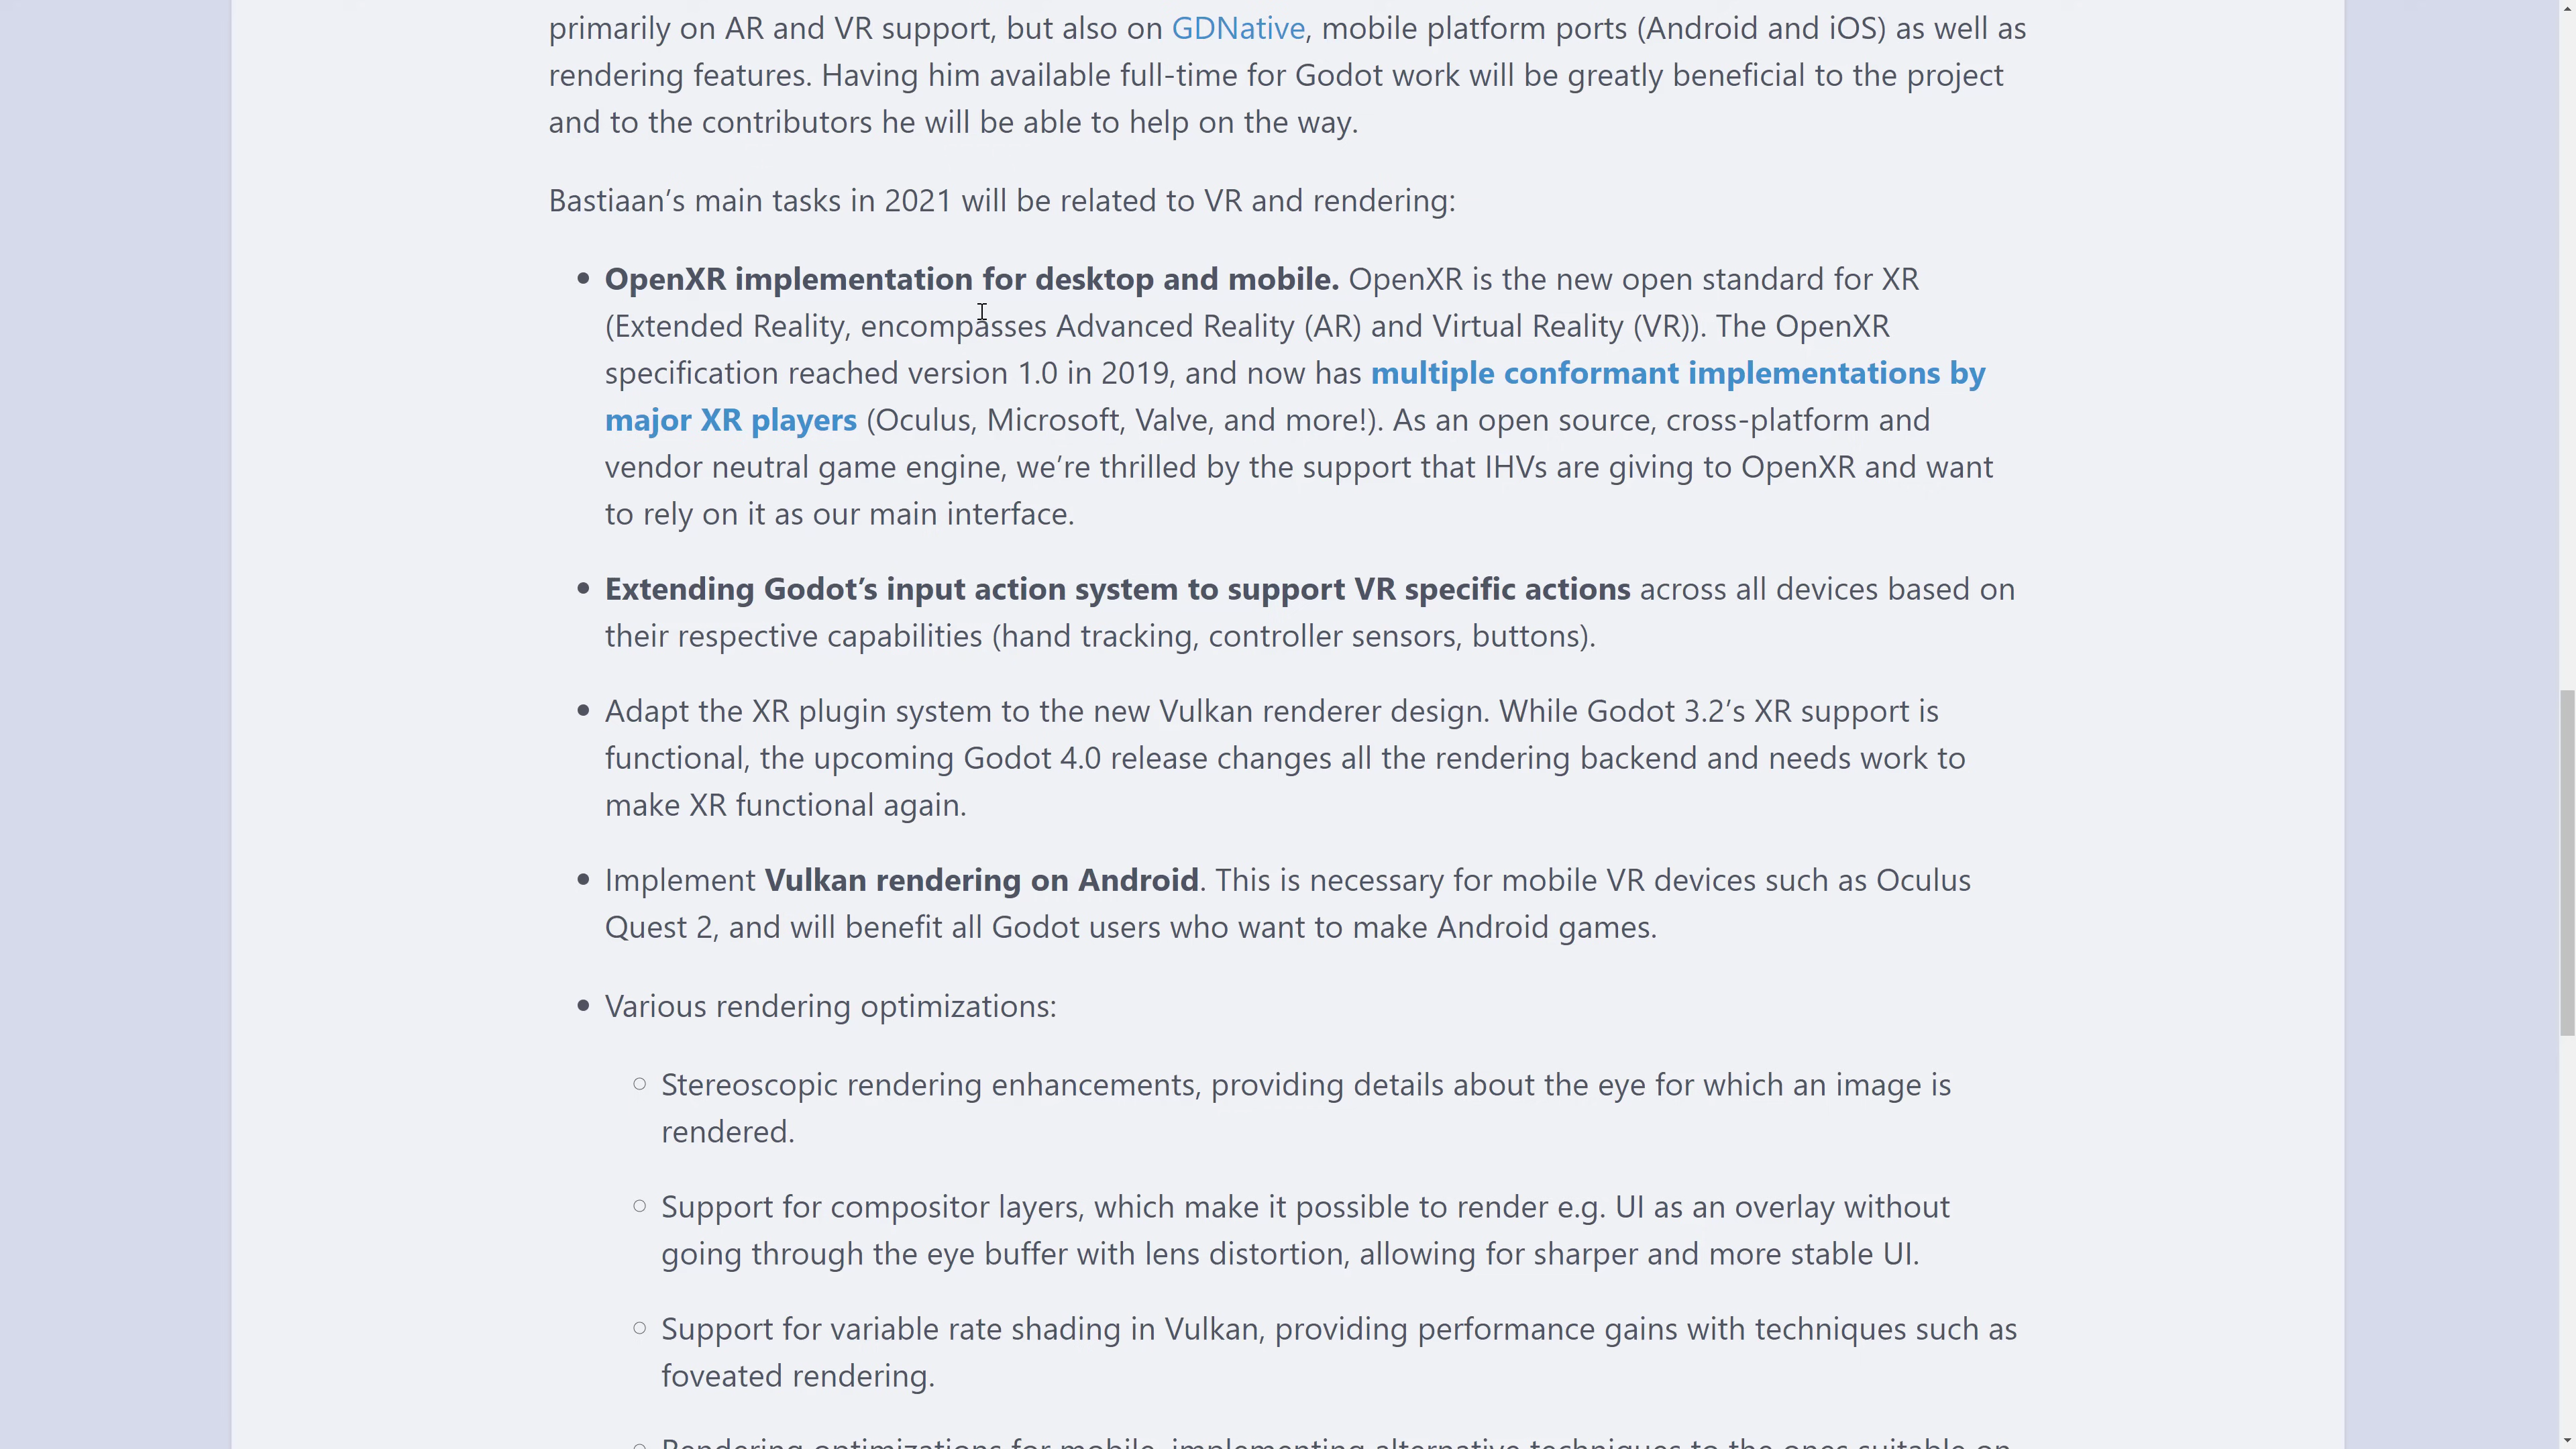 primarily on AR and VR support, but also on GDNative, mobile platform ports (Android and iOS) as well as
rendering features. Having him available full-time for Godot work will be greatly beneficial to the project
and to the contributors he will be able to help on the way.
Bastiaan’s main tasks in 2021 will be related to VR and rendering:
• OpenXR implementation for desktop and mobile. OpenXR is the new open standard for XR
(Extended Reality, encompasses Advanced Reality (AR) and Virtual Reality (VR)). The OpenXR
specification reached version 1.0 in 2019, and now has multiple conformant implementations by
major XR players (Oculus, Microsoft, Valve, and more!). As an open source, cross-platform and
vendor neutral game engine, we’re thrilled by the support that IHVs are giving to OpenXR and want
to rely on it as our main interface.
• Extending Godot’s input action system to support VR specific actions across all devices based on
their respective capabilities (hand tracking, controller sensors, buttons).
• Adapt the XR plugin system to the new Vulkan renderer design. While Godot 3.2’s XR support is
functional, the upcoming Godot 4.0 release changes all the rendering backend and needs work to
make XR functional again.
• Implement Vulkan rendering on Android. This is necessary for mobile VR devices such as Oculus
Quest 2, and will benefit all Godot users who want to make Android games.
• Various rendering optimizations:
○ Stereoscopic rendering enhancements, providing details about the eye for which an image is
rendered.
○ Support for compositor layers, which make it possible to render e.g. UI as an overlay without
going through the eye buffer with lens distortion, allowing for sharper and more stable UI.
○ Support for variable rate shading in Vulkan, providing performance gains with techniques such as
foveated rendering.
○ Rendering optimizations for mobile, implementing alternative techniques to the ones suitable on